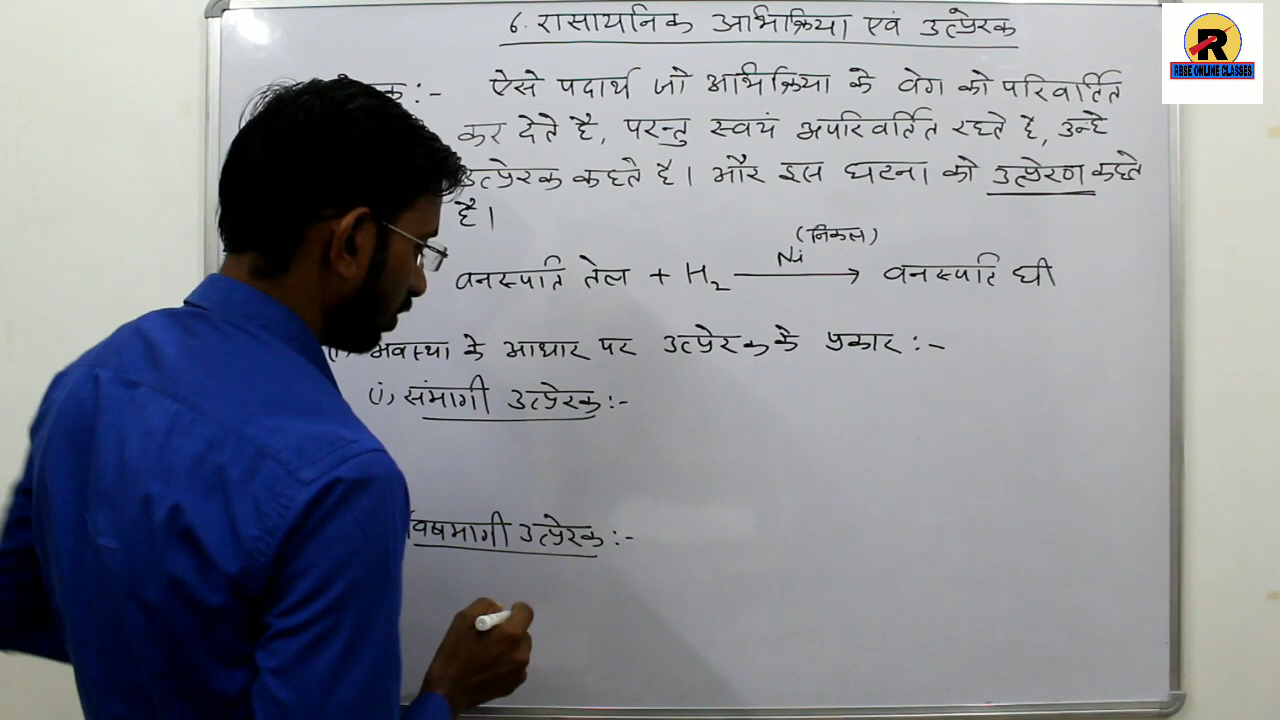 6. रासायनिक अभिक्रिया एवं उत्प्रेरक
R
RBSE ONLINE CLASSES
:- ऐसे पदार्थ जो अभिक्रिया के वेग को परिवर्तित
कर देते है, परन्तु स्वयं अपरिवर्तित रहते है, उन्हे
उत्प्रेरक कहते है। और इस घटना को उत्प्रेरण कहते
है।
(निकल)
Ni
वनस्पति तेल + H₂ ⟶ वनस्पति घी
अवस्था के आधार पर उत्प्रेरक के प्रकार :-
(i) संमागी उत्प्रेरक :-
विषमागी उत्प्रेरक :-